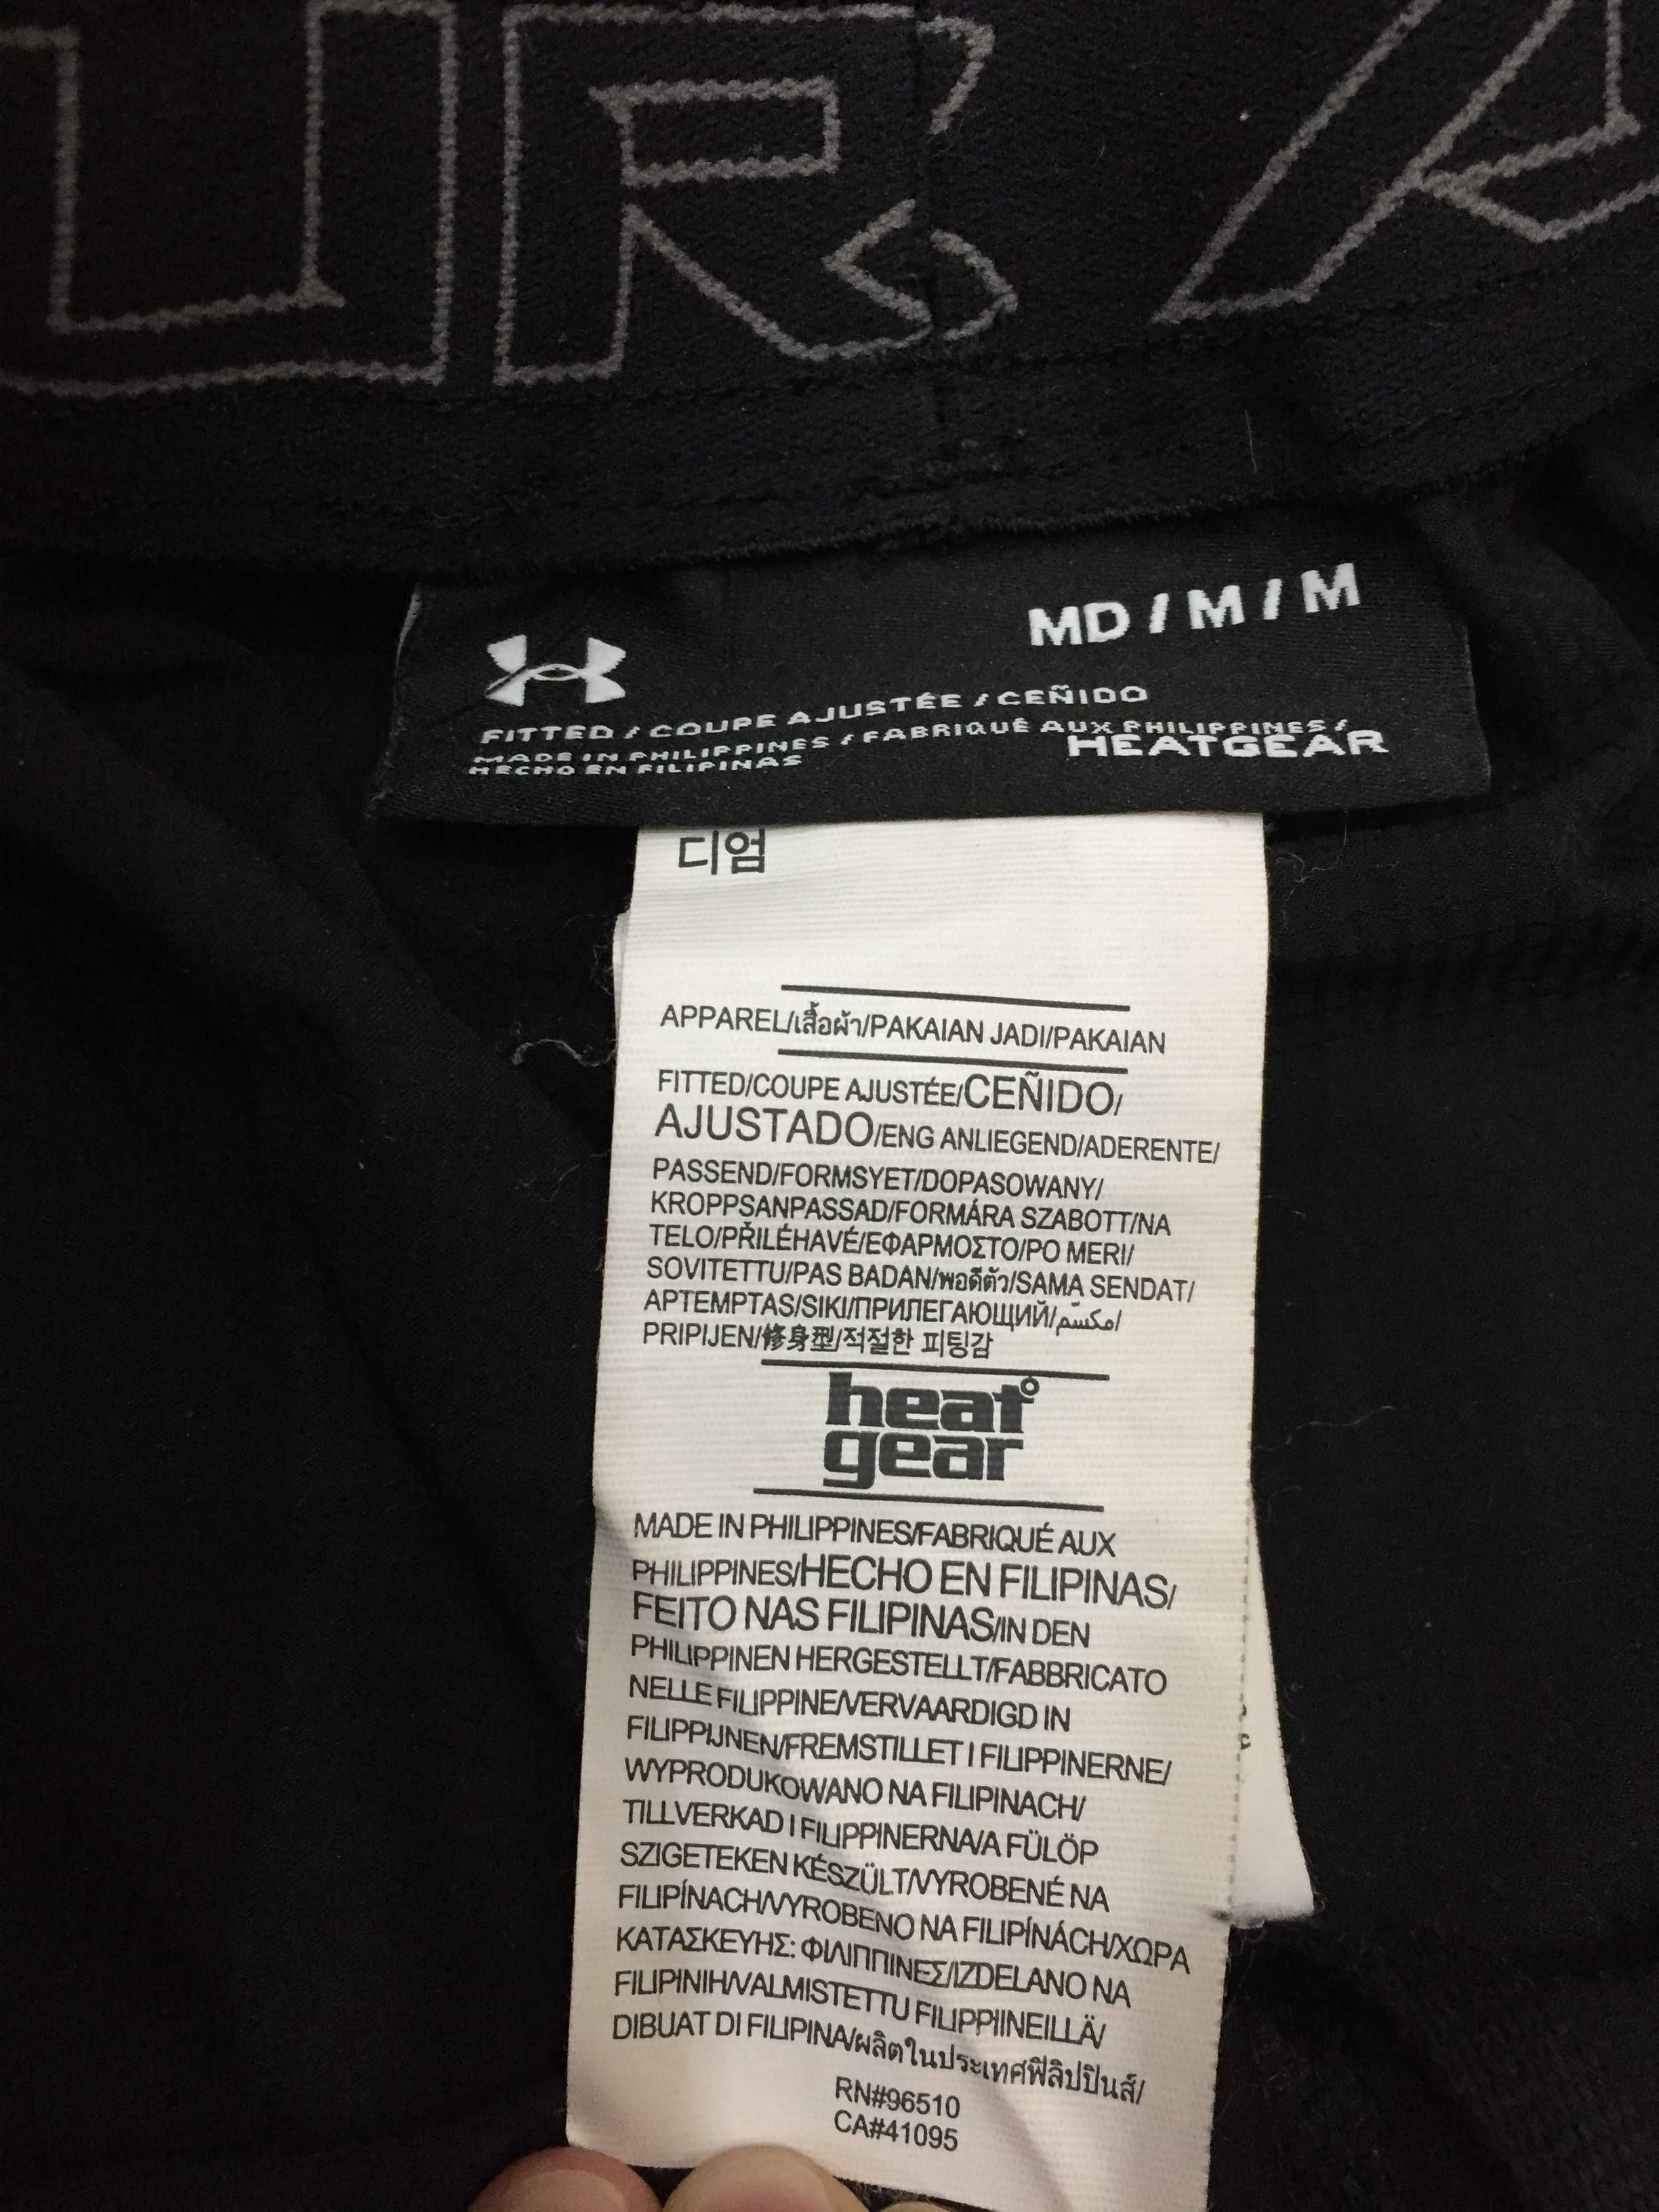 UR A
MD / M / M
FITTED / COUPE AJUSTÉE / CEÑIDO
MADE IN PHILIPPINES / FABRIQUÉ AUX PHILIPPINES /
HECHO EN FILIPINAS
HEATGEAR
디엄
APPAREL/เสื้อผ้า/PAKAIAN JADI/PAKAIAN
FITTED/COUPE AJUSTÉE/CEÑIDO/
AJUSTADO/ENG ANLIEGEND/ADERENTE/
PASSEND/FORMSYET/DOPASOWANY/
KROPPSANPASSAD/FORMÁRA SZABOTT/NA
TELO/PŘILÉHAVÉ/ΕΦΑΡΜΟΣΤΟ/PO MERI/
SOVITETTU/PAS BADAN/พอดีตัว/SAMA SENDAT/
APTEMPTAS/SIKI/ПРИЛЕГАЮЩИЙ/مكسّم/
PRIPIJEN/修身型/적절한 피팅감
heat
gear
MADE IN PHILIPPINES/FABRIQUÉ AUX
PHILIPPINES/HECHO EN FILIPINAS/
FEITO NAS FILIPINAS/IN DEN
PHILIPPINEN HERGESTELLT/FABBRICATO
NELLE FILIPPINE/VERVAARDIGD IN
FILIPPIJNEN/FREMSTILLET I FILIPPINERNE/
WYPRODUKOWANO NA FILIPINACH/
TILLVERKAD I FILIPPINERNA/A FÜLÖP
SZIGETEKEN KÉSZÜLT/VYROBENÉ NA
FILIPÍNACH/VYROBENO NA FILIPÍNÁCH/ΧΩΡΑ
ΚΑΤΑΣΚΕΥΗΣ: ΦΙΛΙΠΠΙΝΕΣ/IZDELANO NA
FILIPINIH/VALMISTETTU FILIPPIINEILLÄ/
DIBUAT DI FILIPINA/ผลิตในประเทศฟิลิปปินส์/
RN#96510
CA#41095